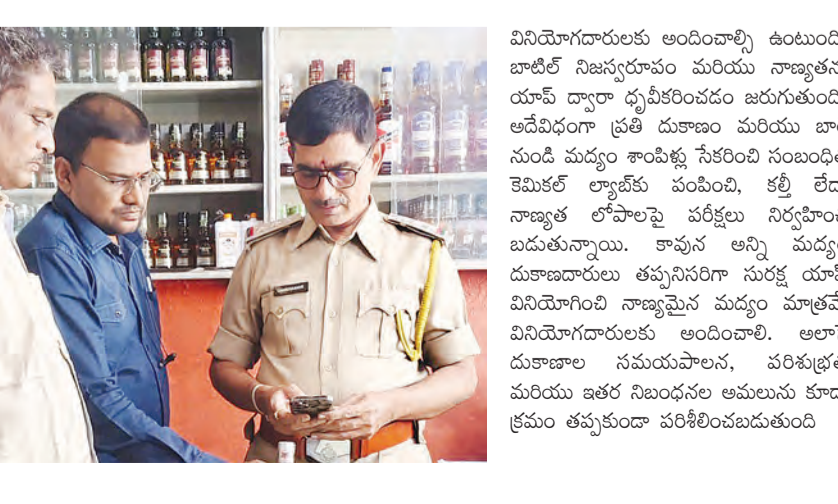 వినియోగదారులకు అందించాల్సి ఉంటుంది
బాటిల్ నిజస్వరూపం మరియు నాణ్యతను
యాప్ ద్వారా ధృవీకరించడం జరుగుతుంది
అదేవిధంగా ప్రతి దుకాణం మరియు బార్
నుండి మద్యం శాంపిళ్లు సేకరించి సంబంధిత
కెమికల్ ల్యాబ్‌కు పంపించి, కల్తీ లేదా
నాణ్యత లోపాలపై పరీక్షలు నిర్వహించ
బడుతున్నాయి. కావున అన్ని మద్యం
దుకాణదారులు తప్పనిసరిగా సురక్ష యాప్
వినియోగించి నాణ్యమైన మద్యం మాత్రమే
వినియోగదారులకు అందించాలి. అలాగే
దుకాణాల సమయపాలన, పరిశుభ్రత
మరియు ఇతర నిబంధనల అమలును కూడా
క్రమం తప్పకుండా పరిశీలించబడుతుంది